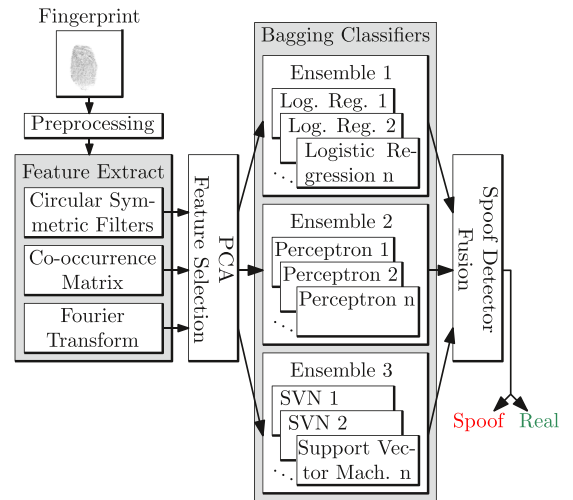 Fingerprint
Preprocessing
Feature Extract
Circular Sym-
metric Filters
Co-occurrence
Matrix
Fourier
Transform
PCA
Feature Selection
Bagging Classifiers
Ensemble 1
Log. Reg. 1
Log. Reg. 2
Logistic Re-
gression n
...
Ensemble 2
Perceptron 1
Perceptron 2
Perceptron n
...
Ensemble 3
SVN 1
SVN 2
Support Vec-
tor Mach. n
...
Spoof Detector
Fusion
Spoof Real